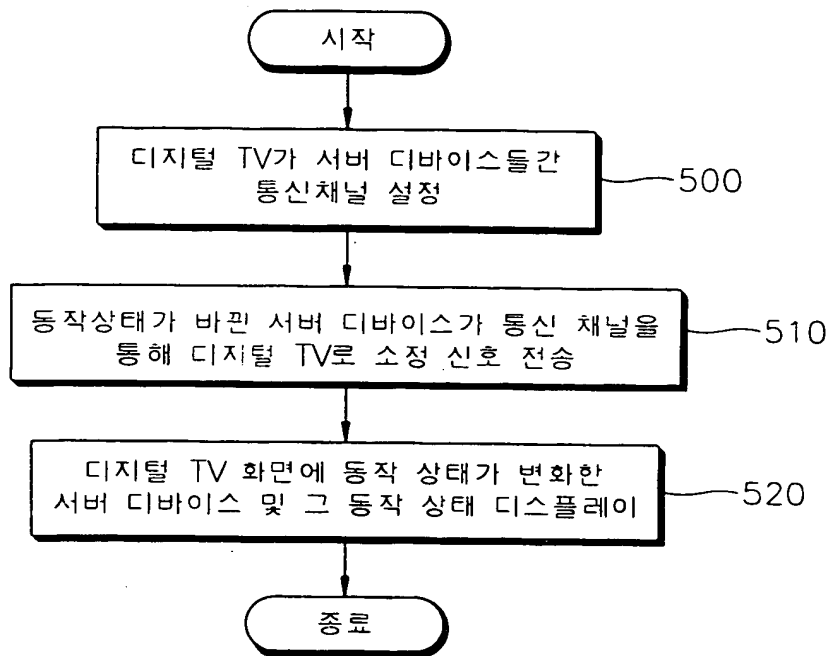 시작
디지털 TV가 서버 디바이스들간
통신채널 설정
500
동작상태가 바뀐 서버 디바이스가 통신 채널을
통해 디지털 TV로 소정 신호 전송
510
디지털 TV 화면에 동작 상태가 변화한
서버 디바이스 및 그 동작 상태 디스플레이
520
종료